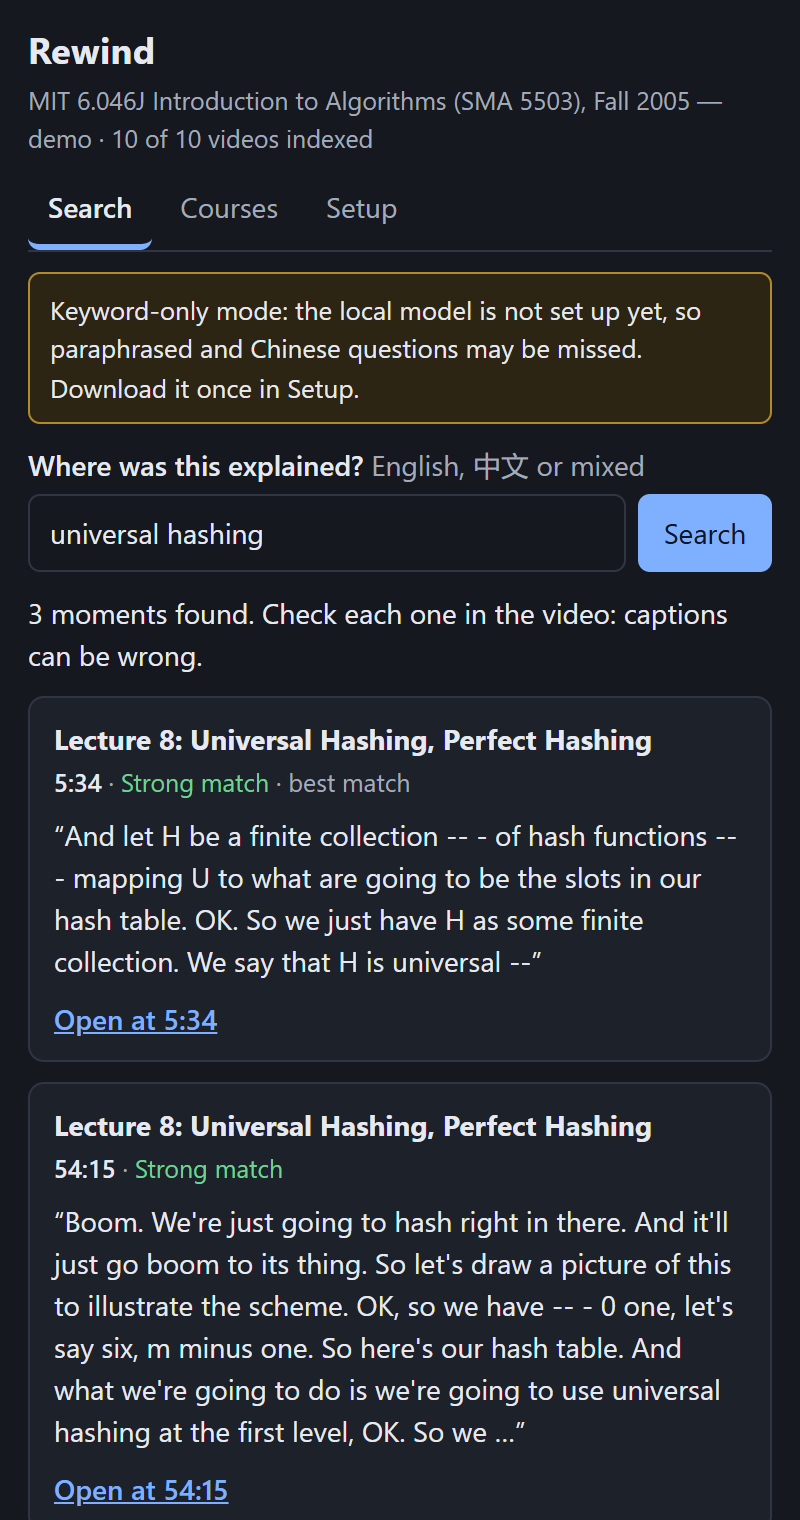 Rewind
MIT 6.046J Introduction to Algorithms (SMA 5503), Fall 2005 —
demo · 10 of 10 videos indexed
Search Courses Setup
Keyword-only mode: the local model is not set up yet, so
paraphrased and Chinese questions may be missed.
Download it once in Setup.
Where was this explained? English, 中文 or mixed
universal hashing Search
3 moments found. Check each one in the video: captions
can be wrong.
Lecture 8: Universal Hashing, Perfect Hashing
5:34 · Strong match · best match
“And let H be a finite collection -- - of hash functions --
- mapping U to what are going to be the slots in our
hash table. OK. So we just have H as some finite
collection. We say that H is universal --”
Open at 5:34
Lecture 8: Universal Hashing, Perfect Hashing
54:15 · Strong match
“Boom. We're just going to hash right in there. And it'll
just go boom to its thing. So let's draw a picture of this
to illustrate the scheme. OK, so we have -- - 0 one, let's
say six, m minus one. So here's our hash table. And
what we're going to do is we're going to use universal
hashing at the first level, OK. So we ...”
Open at 54:15